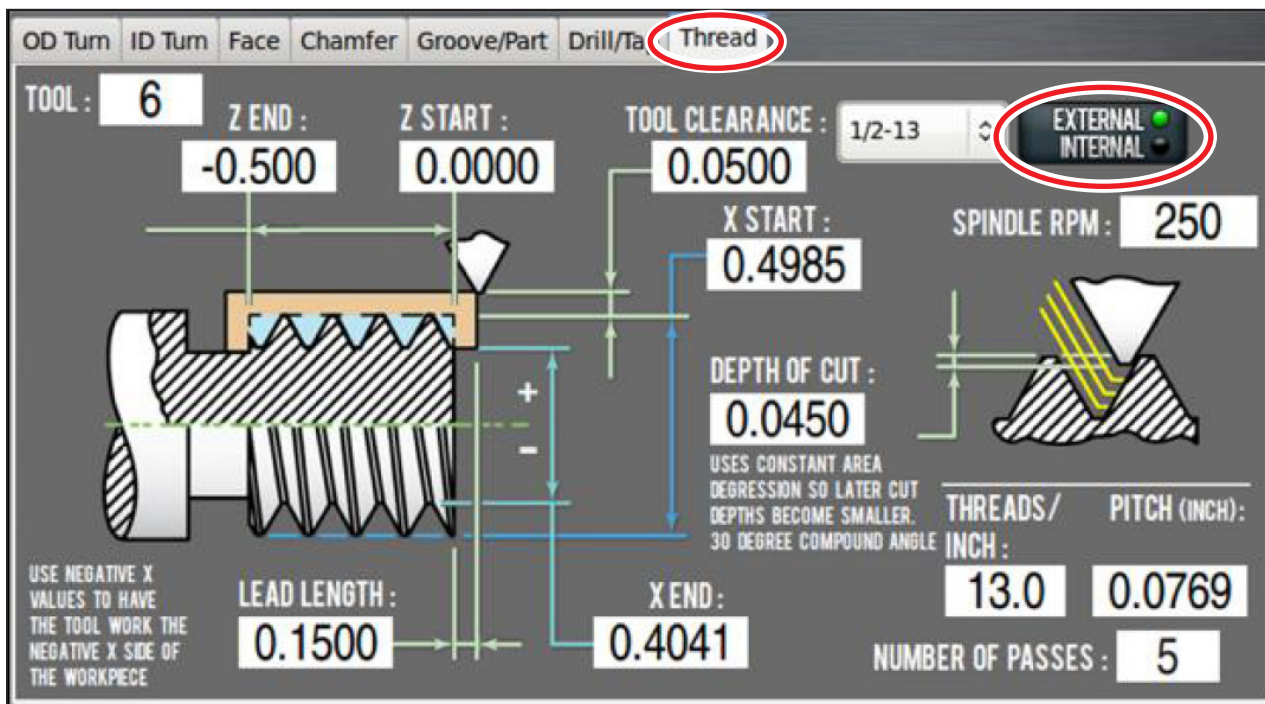 OD Turn ID Turn Face Chamfer Groove/Part Drill/Tap Thread
TOOL : 6
Z END :
-0.500
Z START :
0.0000
TOOL CLEARANCE :
0.0500
1/2-13
EXTERNAL
INTERNAL
X START :
0.4985
SPINDLE RPM : 250
+
-
DEPTH OF CUT :
0.0450
USES CONSTANT AREA
DEGRESSION SO LATER CUT
DEPTHS BECOME SMALLER.
30 DEGREE COMPOUND ANGLE
THREADS/
INCH :
13.0
PITCH (INCH):
0.0769
USE NEGATIVE X
VALUES TO HAVE
THE TOOL WORK THE
NEGATIVE X SIDE OF
THE WORKPIECE
LEAD LENGTH :
0.1500
X END :
0.4041
NUMBER OF PASSES : 5